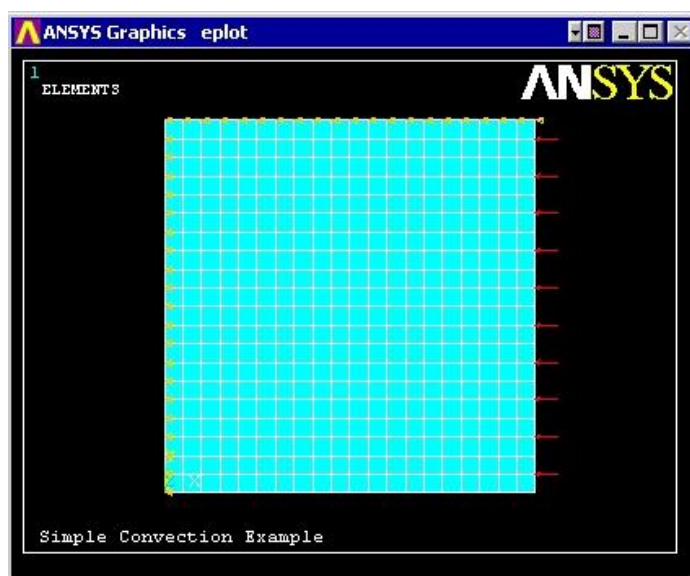 ANSYS Graphics eplot
1
ELEMENTS
ANSYS
Z X
Simple Convection Example